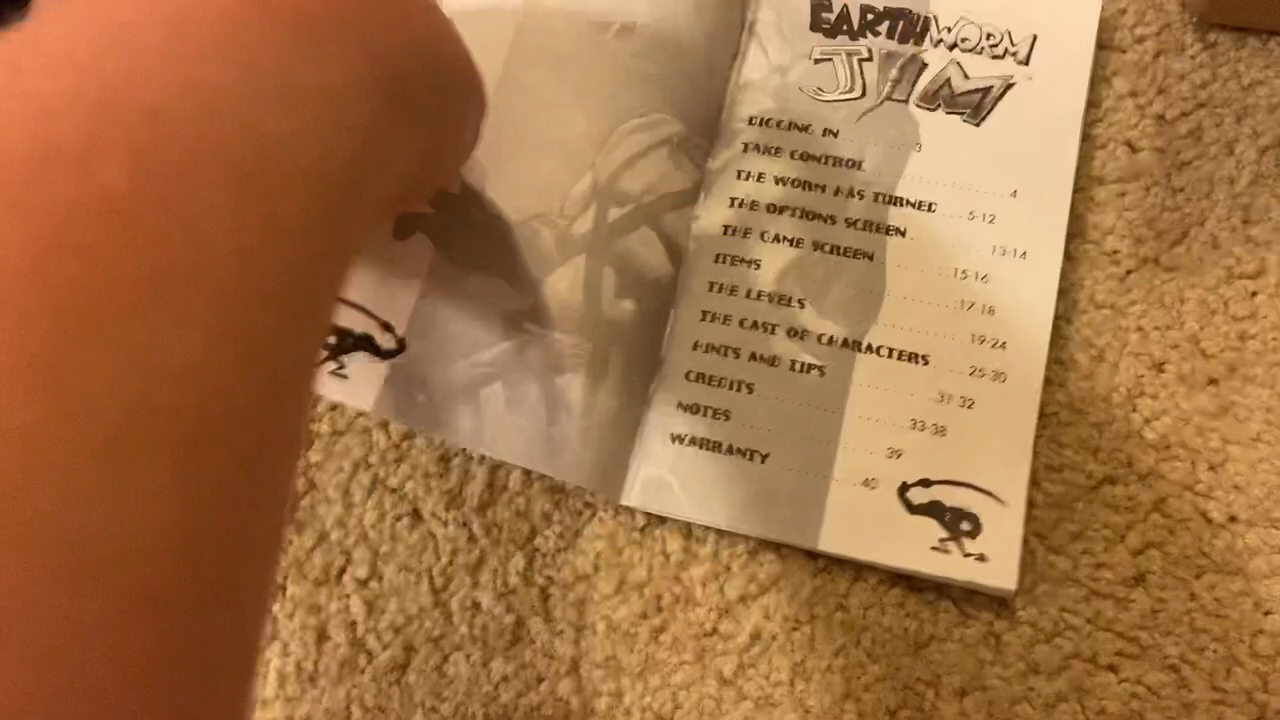 EARTHWORM
JIM
DIGGING IN ........ 3
TAKE CONTROL ................ 4
THE WORM HAS TURNED .... 5-12
THE OPTIONS SCREEN ........ 13-14
THE GAME SCREEN ........ 15-16
ITEMS ................ 17-18
THE LEVELS ................ 19-24
THE CAST OF CHARACTERS .... 25-30
HINTS AND TIPS ............ 31-32
CREDITS ................ 33-38
NOTES ................ 39
WARRANTY ............ 40
2